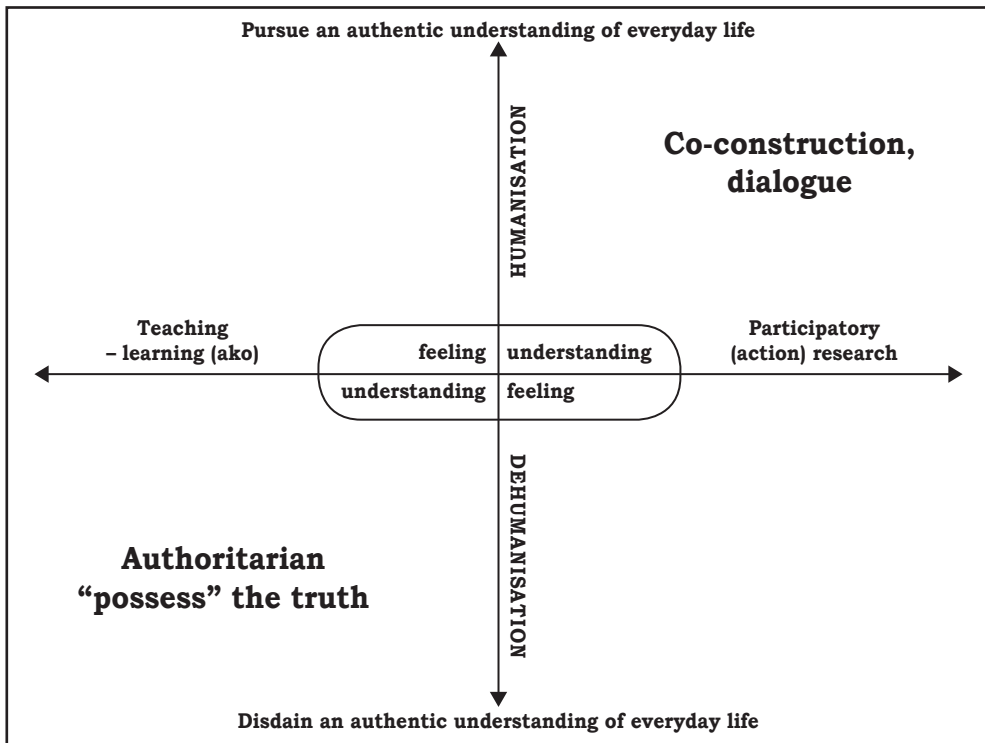 Pursue an authentic understanding of everyday life
HUMANISATION
Co-construction,
dialogue
Teaching
– learning (ako)
feeling
understanding
Participatory
(action) research
understanding
feeling
DEHUMANISATION
Authoritarian
“possess” the truth
Disdain an authentic understanding of everyday life